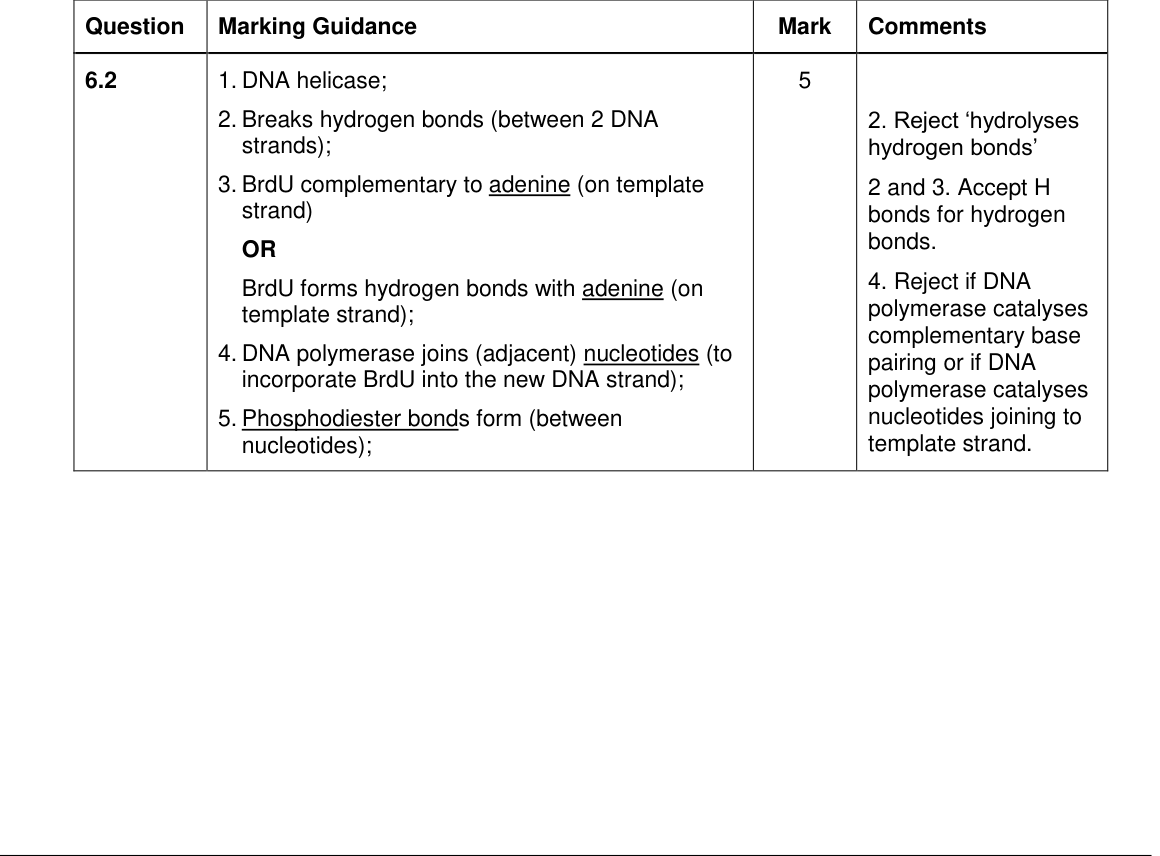 Question Marking Guidance Mark Comments
6.2
1. DNA helicase;
2. Breaks hydrogen bonds (between 2 DNA
strands);
3. BrdU complementary to adenine (on template
strand)
OR
BrdU forms hydrogen bonds with adenine (on
template strand);
4. DNA polymerase joins (adjacent) nucleotides (to
incorporate BrdU into the new DNA strand);
5. Phosphodiester bonds form (between
nucleotides);
5
2. Reject ‘hydrolyses
hydrogen bonds’
2 and 3. Accept H
bonds for hydrogen
bonds.
4. Reject if DNA
polymerase catalyses
complementary base
pairing or if DNA
polymerase catalyses
nucleotides joining to
template strand.